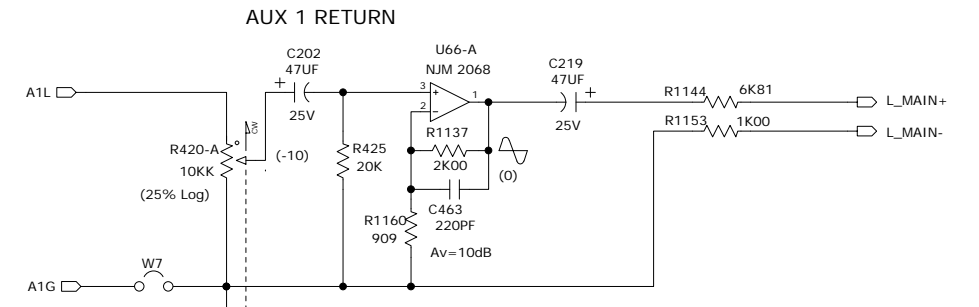 AUX 1 RETURN
C202
47UF
+
25V
U66-A
NJM 2068
3
+
2
−
1
C219
47UF
+
25V
R1144
6K81
L_MAIN+
R1153
1K00
L_MAIN-
A1L
CW
R420-A
10KK
(25% Log)
(-10)
R425
20K
R1137
2K00
(0)
C463
220PF
R1160
909
Av=10dB
W7
A1G